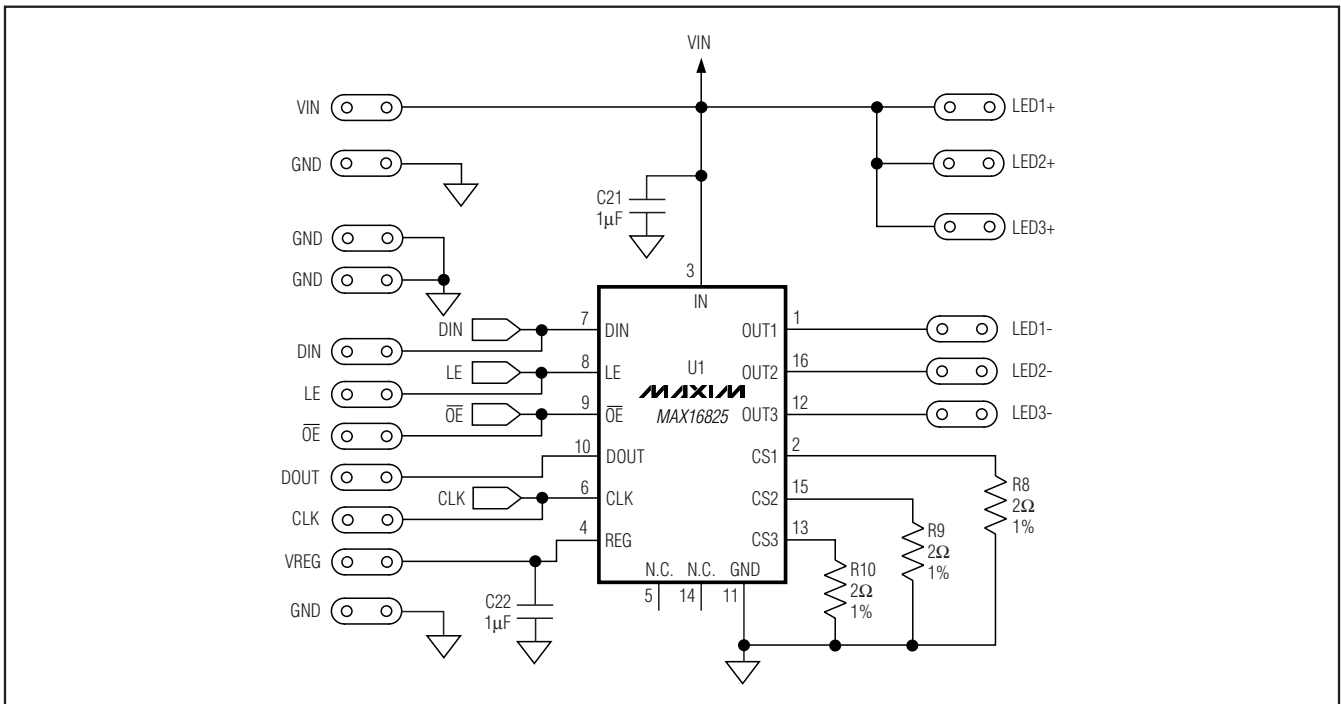 VIN
VIN
LED1+
GND
LED2+
C21
1µF
LED3+
GND
GND
3
IN
DIN
7
DIN
OUT1
1
LED1-
DIN
LE
8
LE
U1
OUT2
16
LED2-
LE
MAXIM
OE
9
OE
MAX16825
OUT3
12
LED3-
OE
10
DOUT
CS1
2
DOUT
R8
2Ω
1%
CLK
6
CLK
CS2
15
CLK
4
REG
CS3
13
R9
2Ω
1%
VREG
R10
2Ω
1%
N.C.
N.C.
GND
5
14
11
C22
1µF
GND